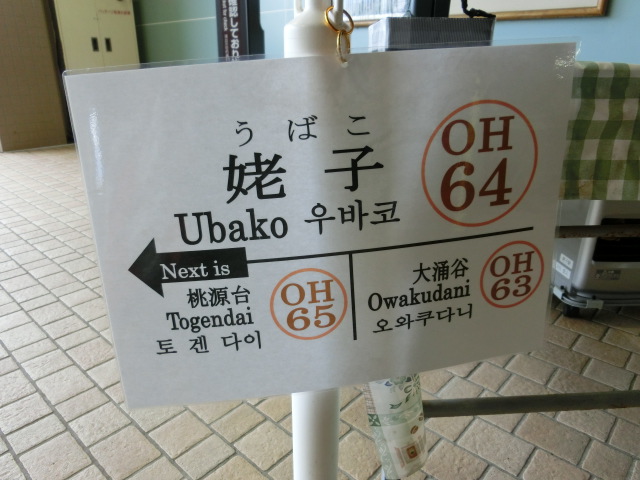 うばこ
姥子
Ubako 우바코
OH
64
Next is
桃源台
Togendai
토 겐 다이
OH
65
大涌谷
Owakudani
오와쿠다니
OH
63